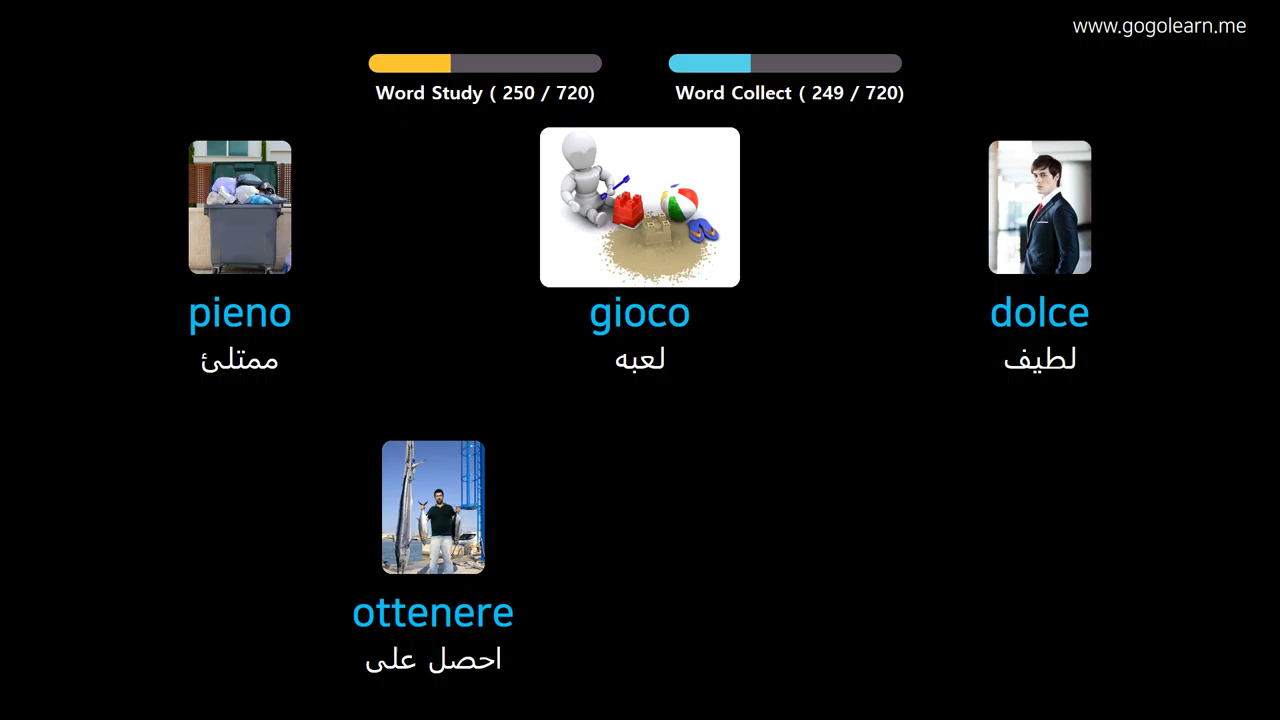 www.gogolearn.me
Word Study ( 250 / 720)
Word Collect ( 249 / 720)
pieno
gioco
dolce
ممتلئ
لعبه
لطيف
ottenere
احصل على